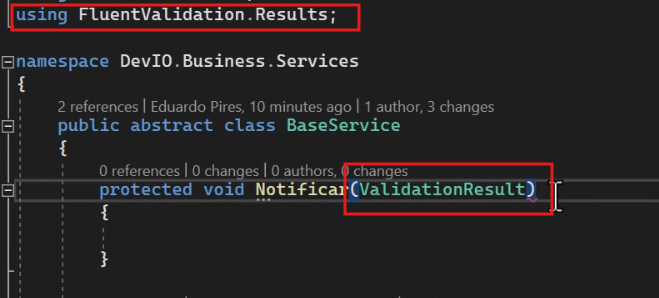 using FluentValidation.Results;
namespace DevIO.Business.Services
{
2 references | Eduardo Pires, 10 minutes ago | 1 author, 3 changes
public abstract class BaseService
{
0 references | 0 changes | 0 authors, 0 changes
protected void Notificar(ValidationResult)
{
}